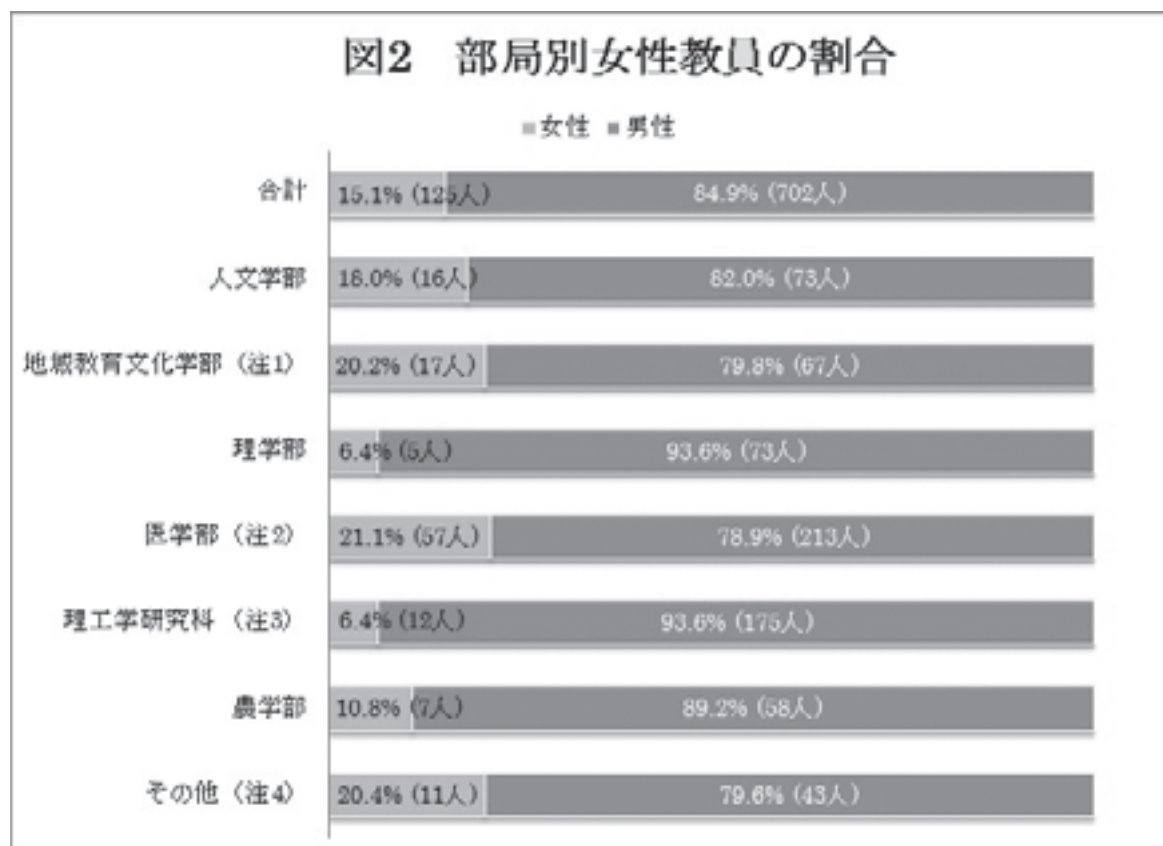 図2　部局別女性教員の割合
■女性 ■男性
合計 15.1% (125人) 84.9% (702人)
人文学部 18.0% (16人) 82.0% (73人)
地域教育文化学部（注1） 20.2% (17人) 79.8% (67人)
理学部 6.4% (5人) 93.6% (73人)
医学部（注2） 21.1% (57人) 78.9% (213人)
理工学研究科（注3） 6.4% (12人) 93.6% (175人)
農学部 10.8% (7人) 89.2% (58人)
その他（注4） 20.4% (11人) 79.6% (43人)